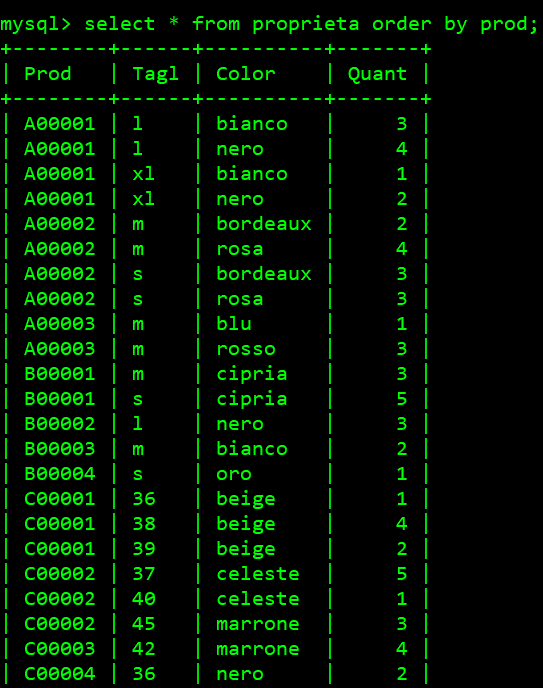 mysql> select * from proprieta order by prod;
+--------+------+----------+-------+
| Prod   | Tagl | Color    | Quant |
+--------+------+----------+-------+
| A00001 | l    | bianco   |     3 |
| A00001 | l    | nero     |     4 |
| A00001 | xl   | bianco   |     1 |
| A00001 | xl   | nero     |     2 |
| A00002 | m    | bordeaux |     2 |
| A00002 | m    | rosa     |     4 |
| A00002 | s    | bordeaux |     3 |
| A00002 | s    | rosa     |     3 |
| A00003 | m    | blu      |     1 |
| A00003 | m    | rosso    |     3 |
| B00001 | m    | cipria   |     3 |
| B00001 | s    | cipria   |     5 |
| B00002 | l    | nero     |     3 |
| B00003 | m    | bianco   |     2 |
| B00004 | s    | oro      |     1 |
| C00001 | 36   | beige    |     1 |
| C00001 | 38   | beige    |     4 |
| C00001 | 39   | beige    |     2 |
| C00002 | 37   | celeste  |     5 |
| C00002 | 40   | celeste  |     1 |
| C00002 | 45   | marrone  |     3 |
| C00003 | 42   | marrone  |     4 |
| C00004 | 36   | nero     |     2 |